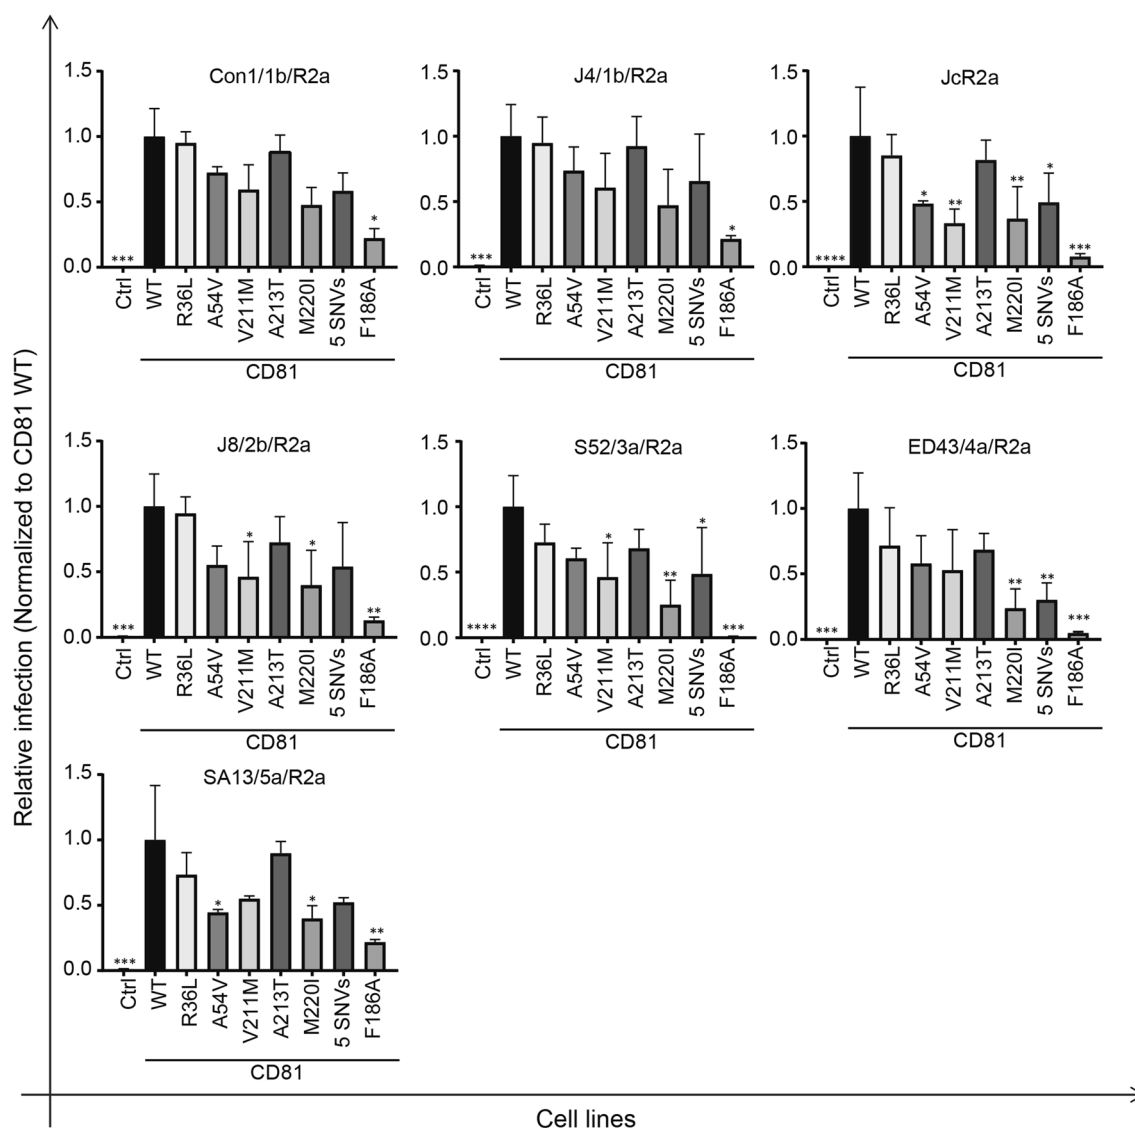 Relative infection (Normalized to CD81 WT)
Con1/1b/R2a
1.5
1.0
0.5
0.0
***
*
Ctrl
WT
R36L
A54V
V211M
A213T
M220I
5 SNVs
F186A
CD81
J4/1b/R2a
1.5
1.0
0.5
0.0
***
*
Ctrl
WT
R36L
A54V
V211M
A213T
M220I
5 SNVs
F186A
CD81
JcR2a
1.5
1.0
0.5
0.0
****
*
**
**
*
***
Ctrl
WT
R36L
A54V
V211M
A213T
M220I
5 SNVs
F186A
CD81
J8/2b/R2a
1.5
1.0
0.5
0.0
***
*
*
**
Ctrl
WT
R36L
A54V
V211M
A213T
M220I
5 SNVs
F186A
CD81
S52/3a/R2a
1.5
1.0
0.5
0.0
****
*
**
*
***
Ctrl
WT
R36L
A54V
V211M
A213T
M220I
5 SNVs
F186A
CD81
ED43/4a/R2a
1.5
1.0
0.5
0.0
***
**
**
***
Ctrl
WT
R36L
A54V
V211M
A213T
M220I
5 SNVs
F186A
CD81
SA13/5a/R2a
1.5
1.0
0.5
0.0
***
*
*
**
Ctrl
WT
R36L
A54V
V211M
A213T
M220I
5 SNVs
F186A
CD81
Cell lines